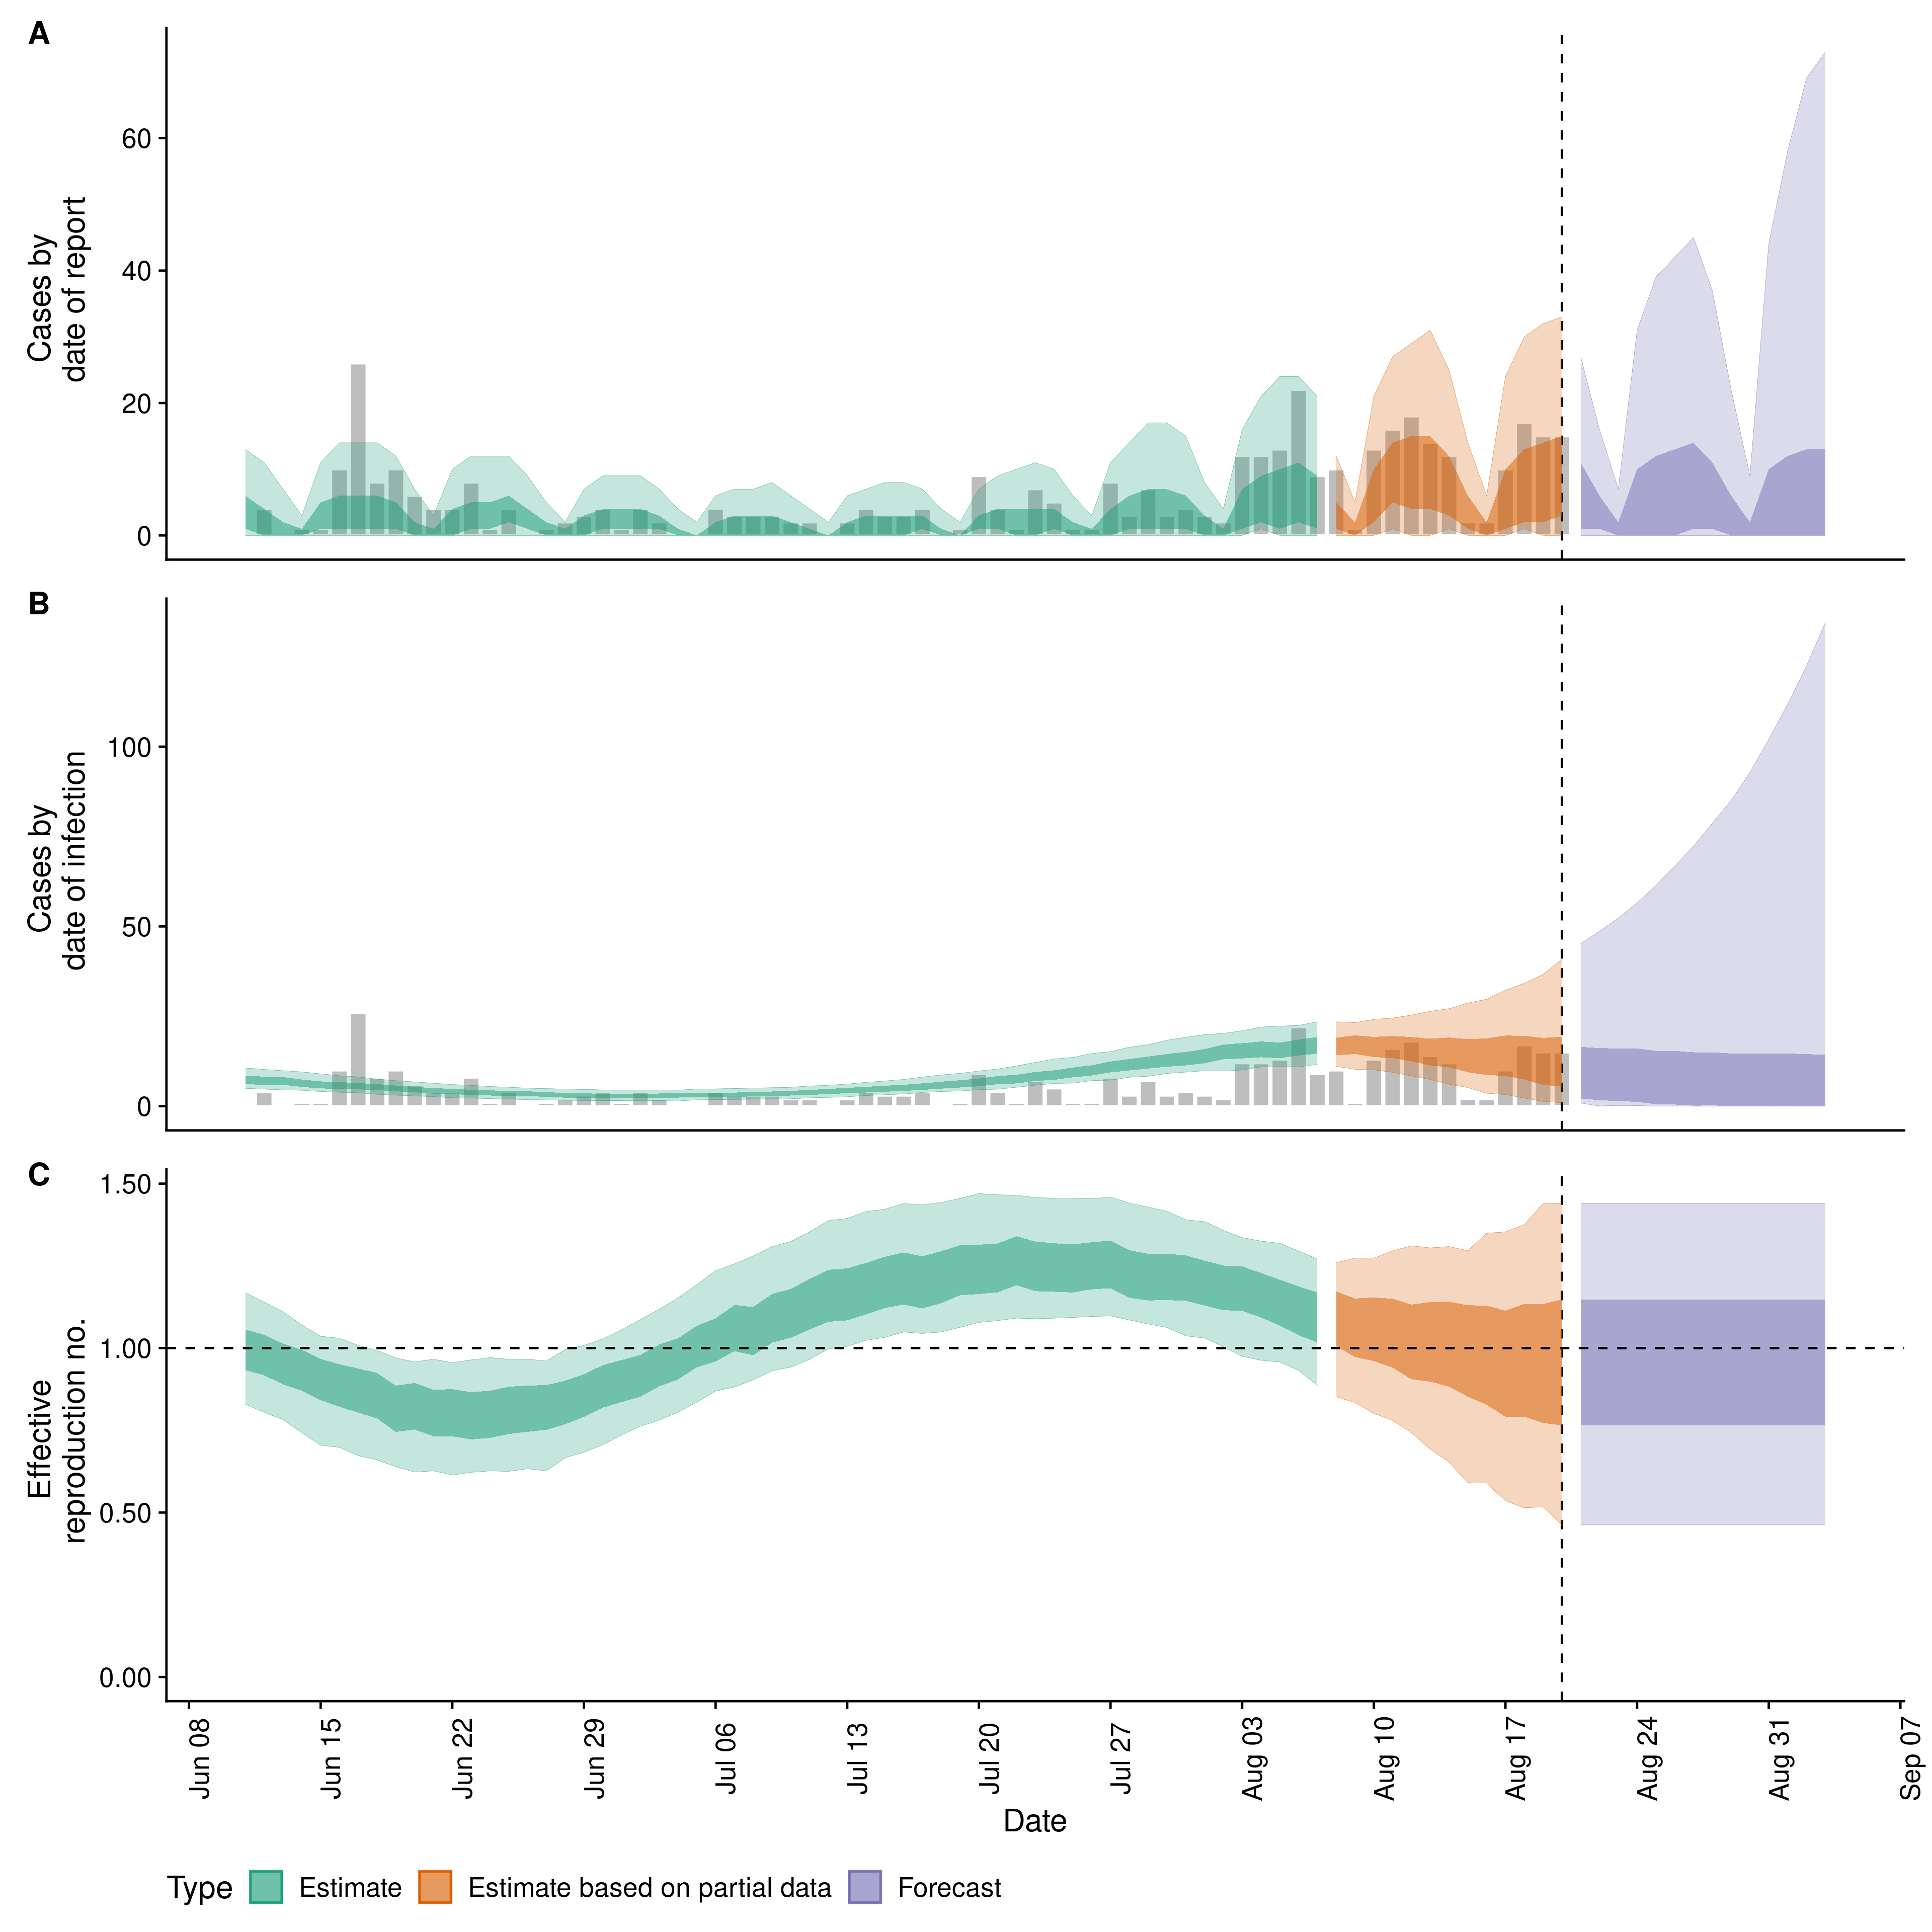 A
Cases by
date of report
60
40
20
0
B
Cases by
date of infection
100
50
0
C
Effective
reproduction no.
1.50
1.00
0.50
0.00
Jun 08
Jun 15
Jun 22
Jun 29
Jul 06
Jul 13
Jul 20
Jul 27
Aug 03
Aug 10
Aug 17
Aug 24
Aug 31
Sep 07
Date
Type Estimate Estimate based on partial data Forecast